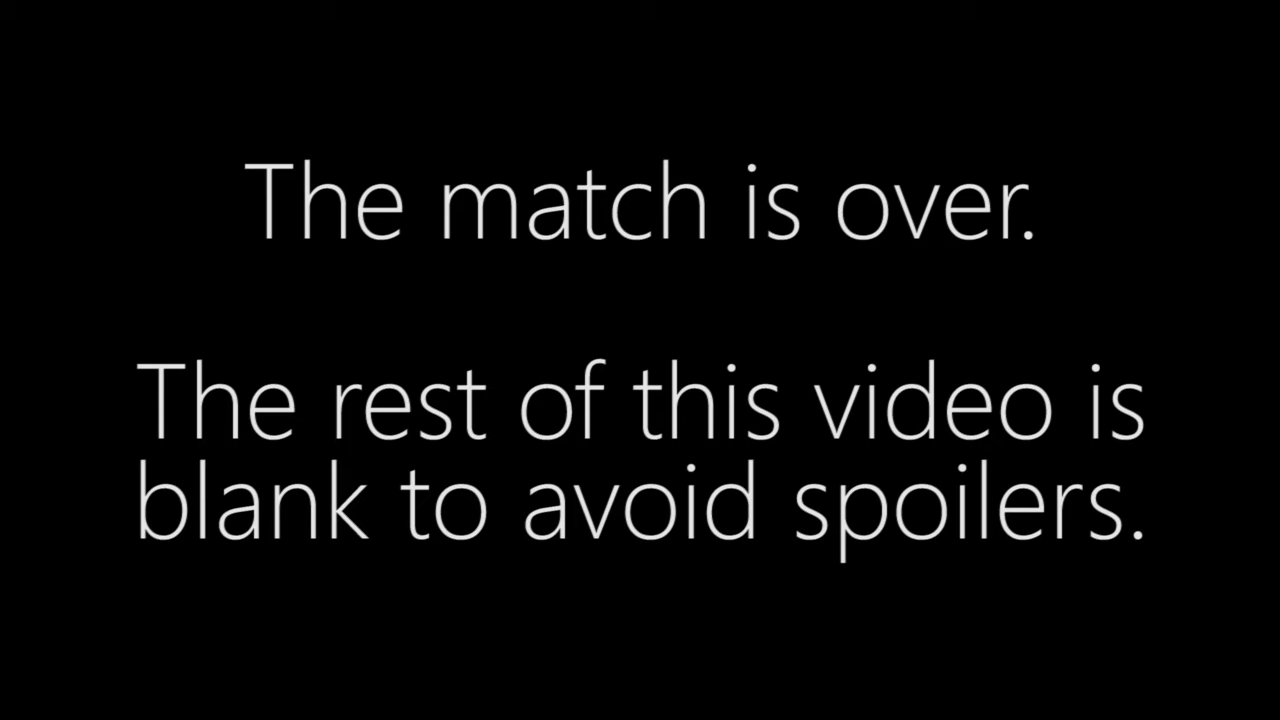 The match is over.
The rest of this video is
blank to avoid spoilers.